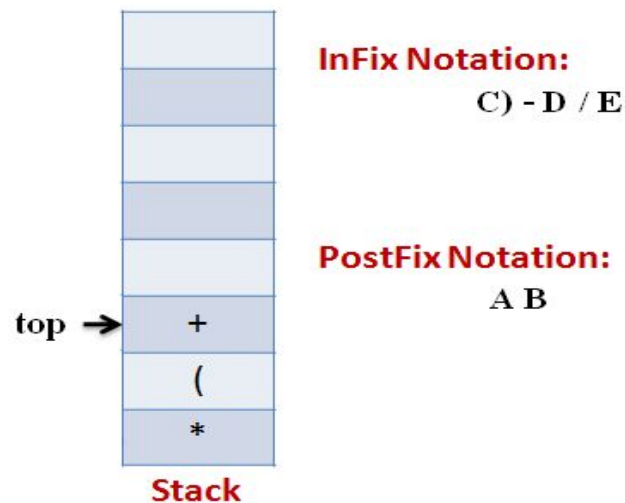 InFix Notation:
C) - D / E
PostFix Notation:
A B
top
+
(
*
Stack